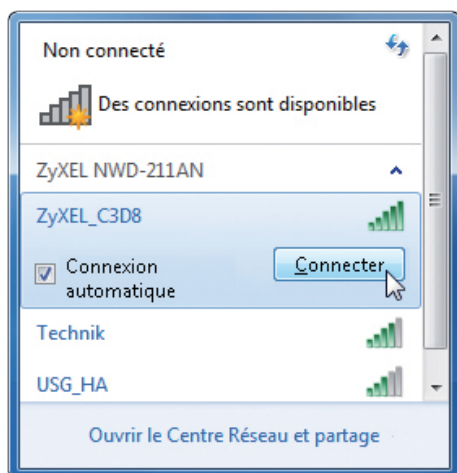 Non connecté
Des connexions sont disponibles
ZyXEL NWD-211AN
ZyXEL_C3D8
Connexion
automatique
Connecter
Technik
USG_HA
Ouvrir le Centre Réseau et partage